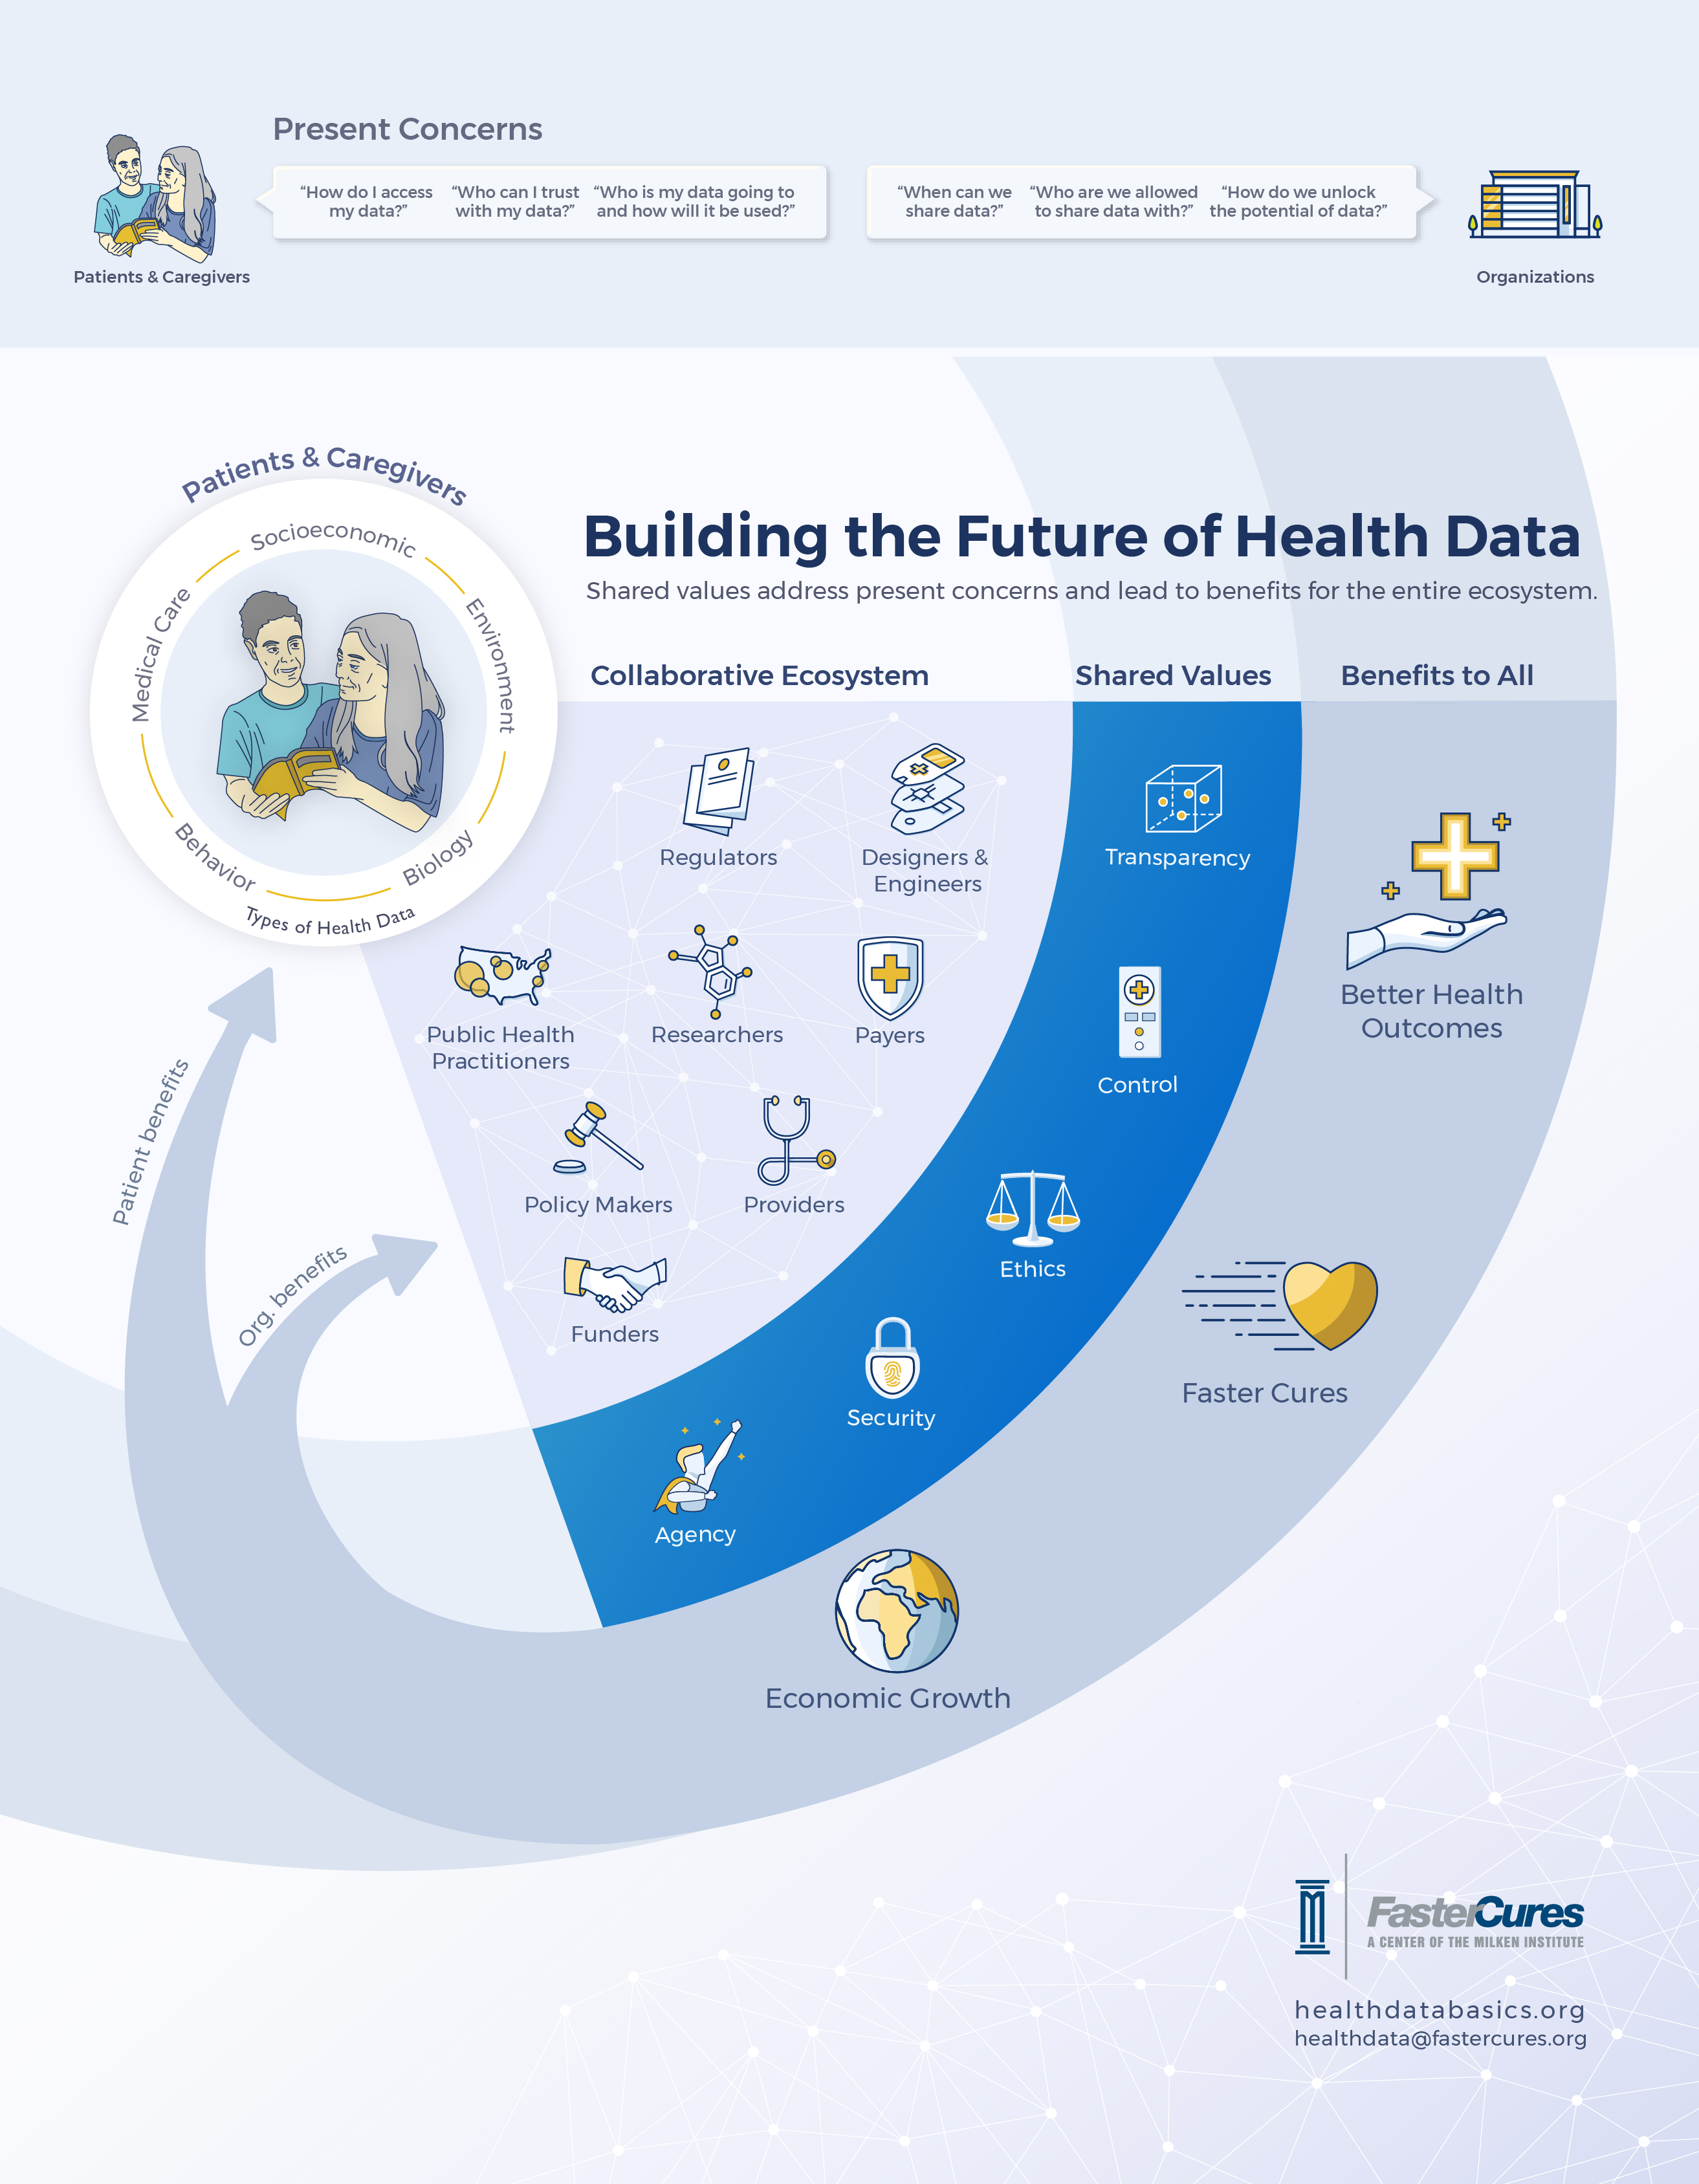 Present Concerns
“How do I access
my data?”
“Who can I trust
with my data?”
“Who is my data going to
and how will it be used?”
“When can we
share data?”
“Who are we allowed
to share data with?”
“How do we unlock
the potential of data?”
Patients & Caregivers
Organizations
Patients & Caregivers
Socioeconomic
Medical Care
Environment
Behavior
Biology
Types of Health Data
Building the Future of Health Data
Shared values address present concerns and lead to benefits for the entire ecosystem.
Collaborative Ecosystem
Shared Values
Benefits to All
Regulators
Designers &
Engineers
Transparency
Public Health
Practitioners
Researchers
Payers
Better Health
Outcomes
Control
Patient benefits
Policy Makers
Providers
Ethics
Org. benefits
Funders
Faster Cures
Security
Agency
Economic Growth
FasterCures
A CENTER OF THE MILKEN INSTITUTE
healthdatabasics.org
healthdata@fastercures.org